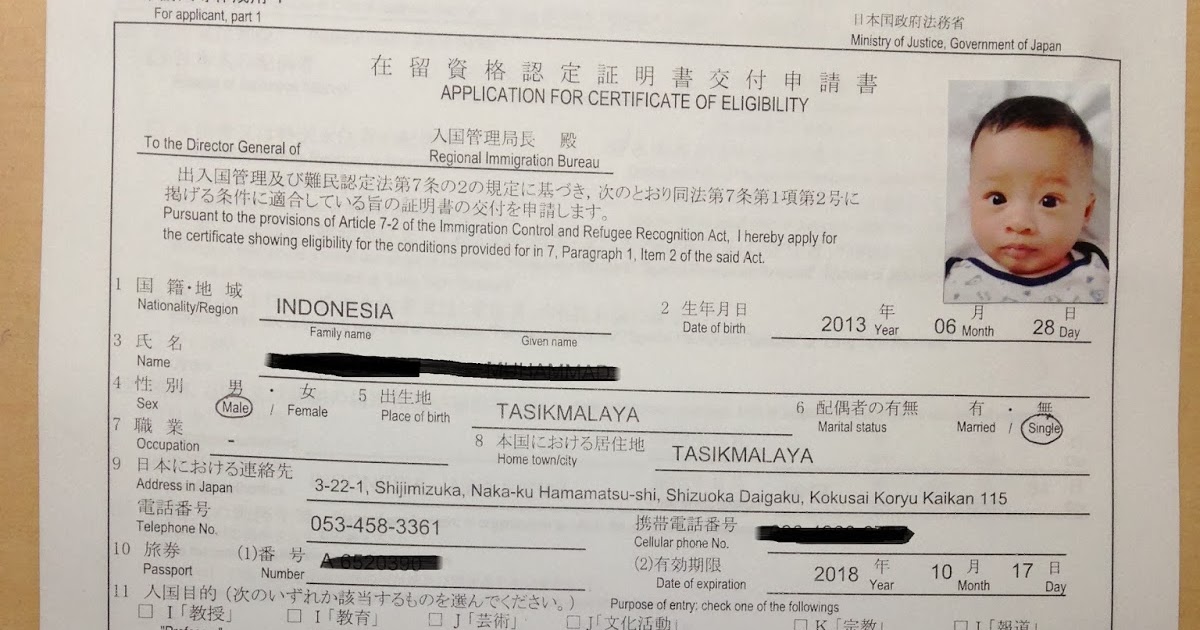 For applicant, part 1
日本国政府法務省
Ministry of Justice, Government of Japan
在留資格認定証明書交付申請書
APPLICATION FOR CERTIFICATE OF ELIGIBILITY
入国管理局長 殿
To the Director General of Regional Immigration Bureau
出入国管理及び難民認定法第7条の2の規定に基づき,次のとおり同法第7条第1項第2号に
掲げる条件に適合している旨の証明書の交付を申請します。
Pursuant to the provisions of Article 7-2 of the Immigration Control and Refugee Recognition Act, I hereby apply for
the certificate showing eligibility for the conditions provided for in 7, Paragraph 1, Item 2 of the said Act.
1 国籍・地域 INDONESIA 2 生年月日 2013 年 06 月 28 日
Nationality/Region Date of birth Year Month Day
Family name Given name
3 氏名
Name
4 性別 男・女 5 出生地 TASIKMALAYA 6 配偶者の有無 有・無
Sex Male / Female Place of birth Marital status Married / Single
7 職業 - 8 本国における居住地 TASIKMALAYA
Occupation Home town/city
9 日本における連絡先 3-22-1, Shijimizuka, Naka-ku Hamamatsu-shi, Shizuoka Daigaku, Kokusai Koryu Kaikan 115
Address in Japan
電話番号 053-458-3361 携帯電話番号
Telephone No. Cellular phone No.
10 旅券 (1)番号 (2)有効期限 2018 年 10 月 17 日
Passport Number Date of expiration Year Month Day
11 入国目的(次のいずれか該当するものを選んでください。) Purpose of entry: check one of the followings
□ I「教授」 □ I「教育」 □ J「芸術」 □ J「文化活動」 □ K「宗教」 □ L「報道」